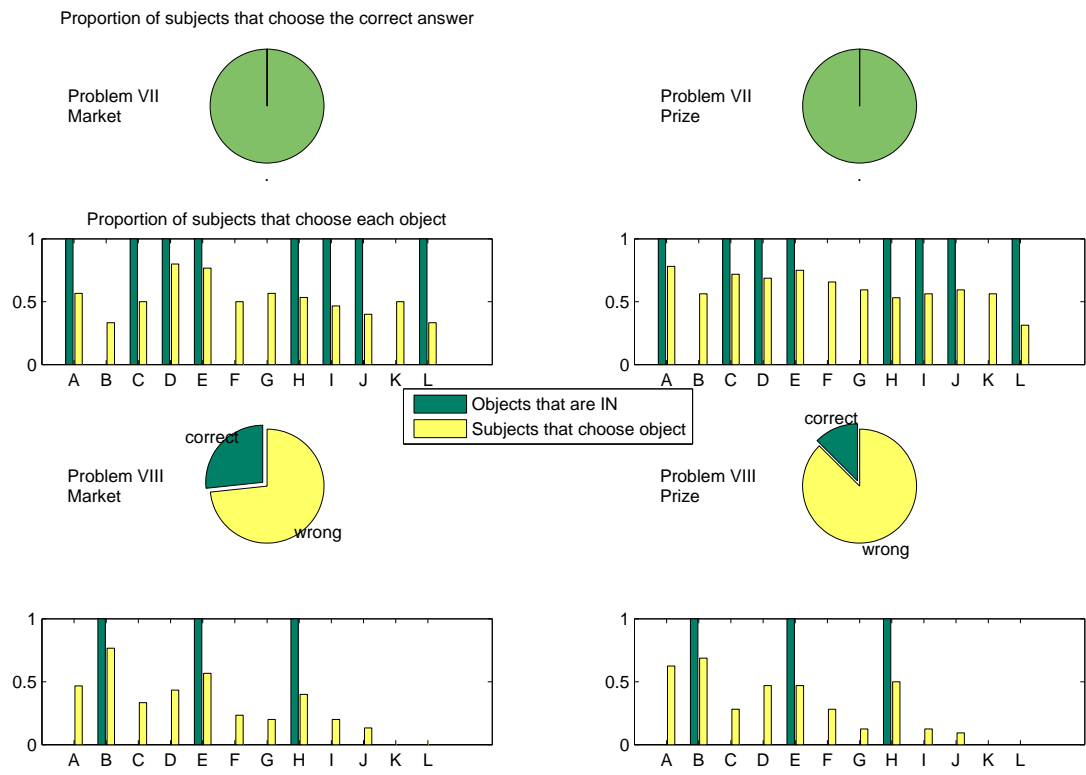 Proportion of subjects that choose the correct answer
Problem VII
Market
Problem VII
Prize
.
.
Proportion of subjects that choose each object
1
0.5
0
A B C D E F G H I J K L
1
0.5
0
A B C D E F G H I J K L
Objects that are IN
Subjects that choose object
Problem VIII
Market
correct
wrong
Problem VIII
Prize
correct
wrong
1
0.5
0
A B C D E F G H I J K L
1
0.5
0
A B C D E F G H I J K L